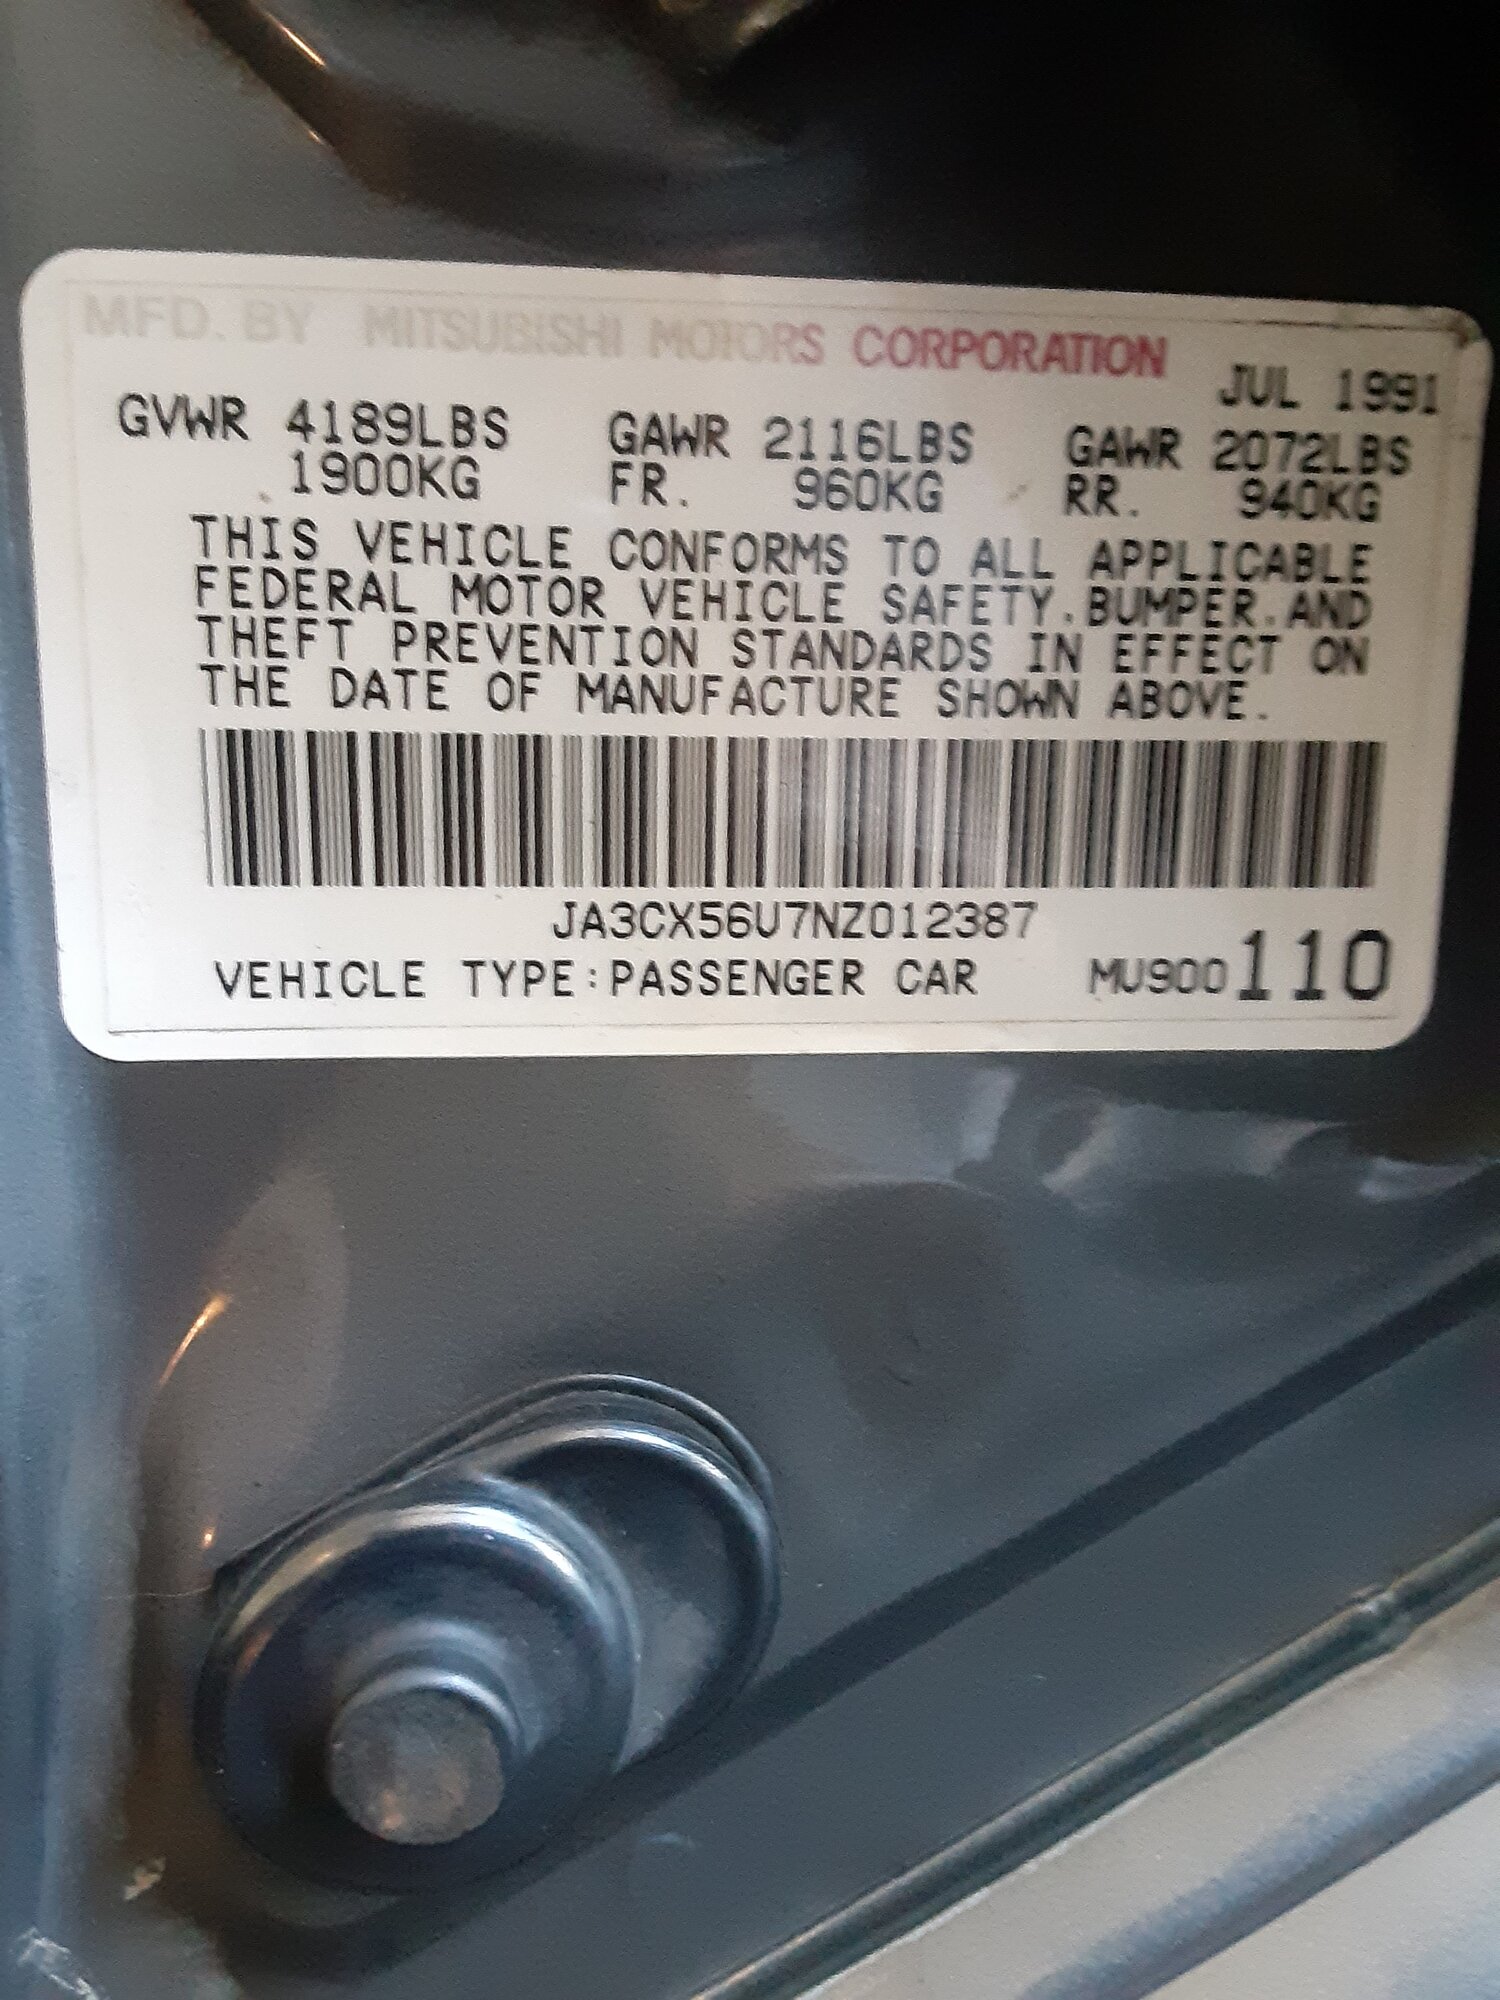 MFD. BY MITSUBISHI MOTORS CORPORATION
JUL 1991
GVWR 4189LBS GAWR 2116LBS GAWR 2072LBS
1900KG FR. 960KG RR. 940KG
THIS VEHICLE CONFORMS TO ALL APPLICABLE
FEDERAL MOTOR VEHICLE SAFETY.BUMPER.AND
THEFT PREVENTION STANDARDS IN EFFECT ON
THE DATE OF MANUFACTURE SHOWN ABOVE.
JA3CX56U7NZ012387
VEHICLE TYPE:PASSENGER CAR MU900110